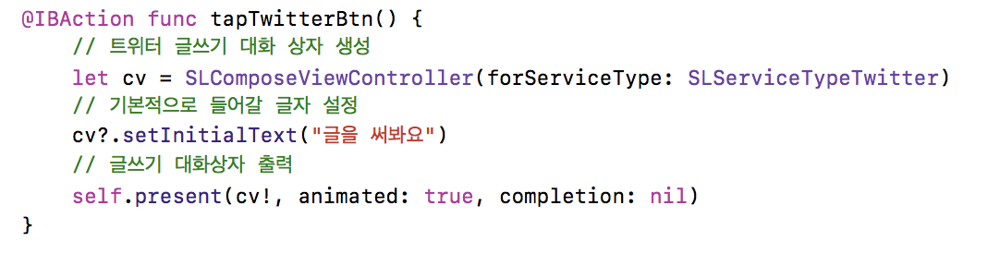 @IBAction func tapTwitterBtn() {
    // 트위터 글쓰기 대화 상자 생성
    let cv = SLComposeViewController(forServiceType: SLServiceTypeTwitter)
    // 기본적으로 들어갈 글자 설정
    cv?.setInitialText("글을 써봐요")
    // 글쓰기 대화상자 출력
    self.present(cv!, animated: true, completion: nil)
}